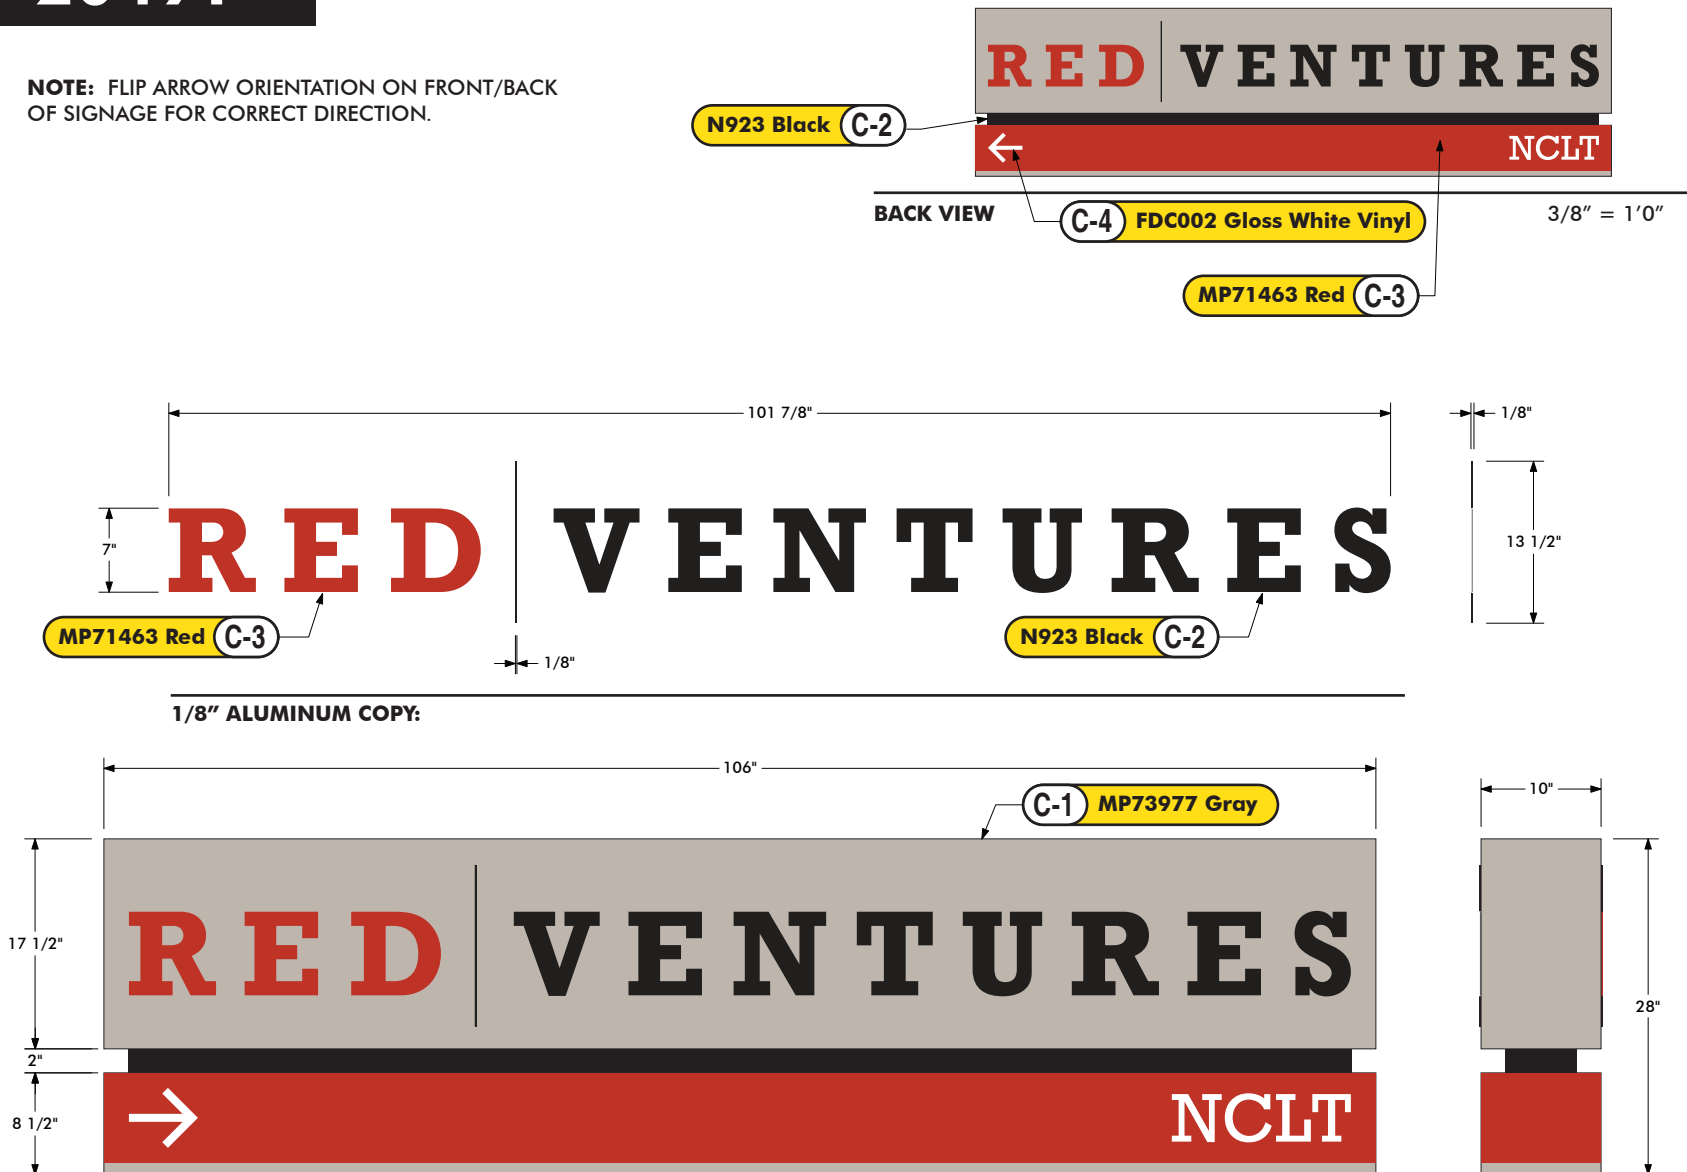 NOTE: FLIP ARROW ORIENTATION ON FRONT/BACK
OF SIGNAGE FOR CORRECT DIRECTION.
RED VENTURES
N923 Black C-2
NCLT
BACK VIEW
C-4 FDC002 Gloss White Vinyl
3/8" = 1'0"
MP71463 Red C-3
101 7/8"
1/8"
7"
RED VENTURES
13 1/2"
MP71463 Red C-3
N923 Black C-2
1/8"
1/8" ALUMINUM COPY:
106"
C-1 MP73977 Gray
10"
17 1/2"
RED VENTURES
28"
2"
8 1/2"
NCLT